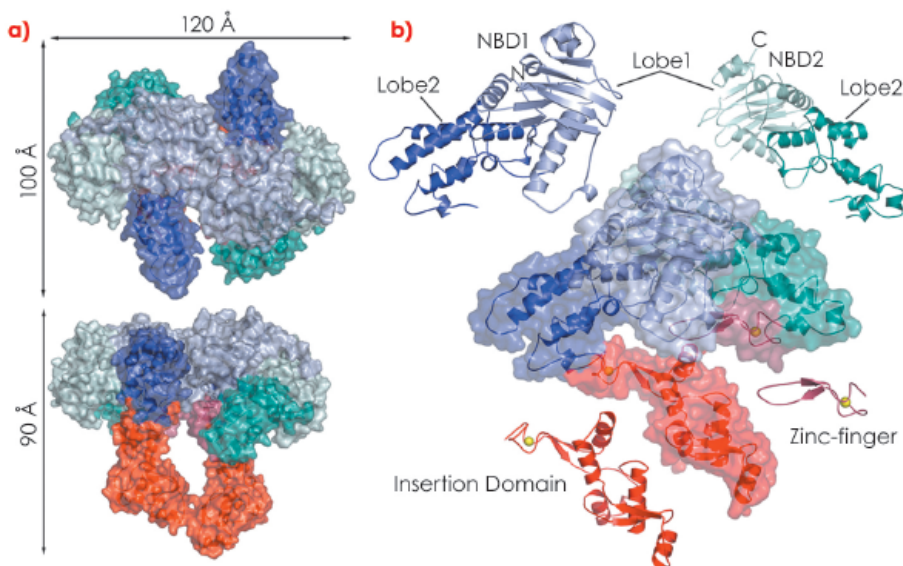 a)
120 Å
100 Å
90 Å
b)
NBD1
N
Lobe2
Lobe1
C
NBD2
Lobe2
Zinc-finger
Insertion Domain